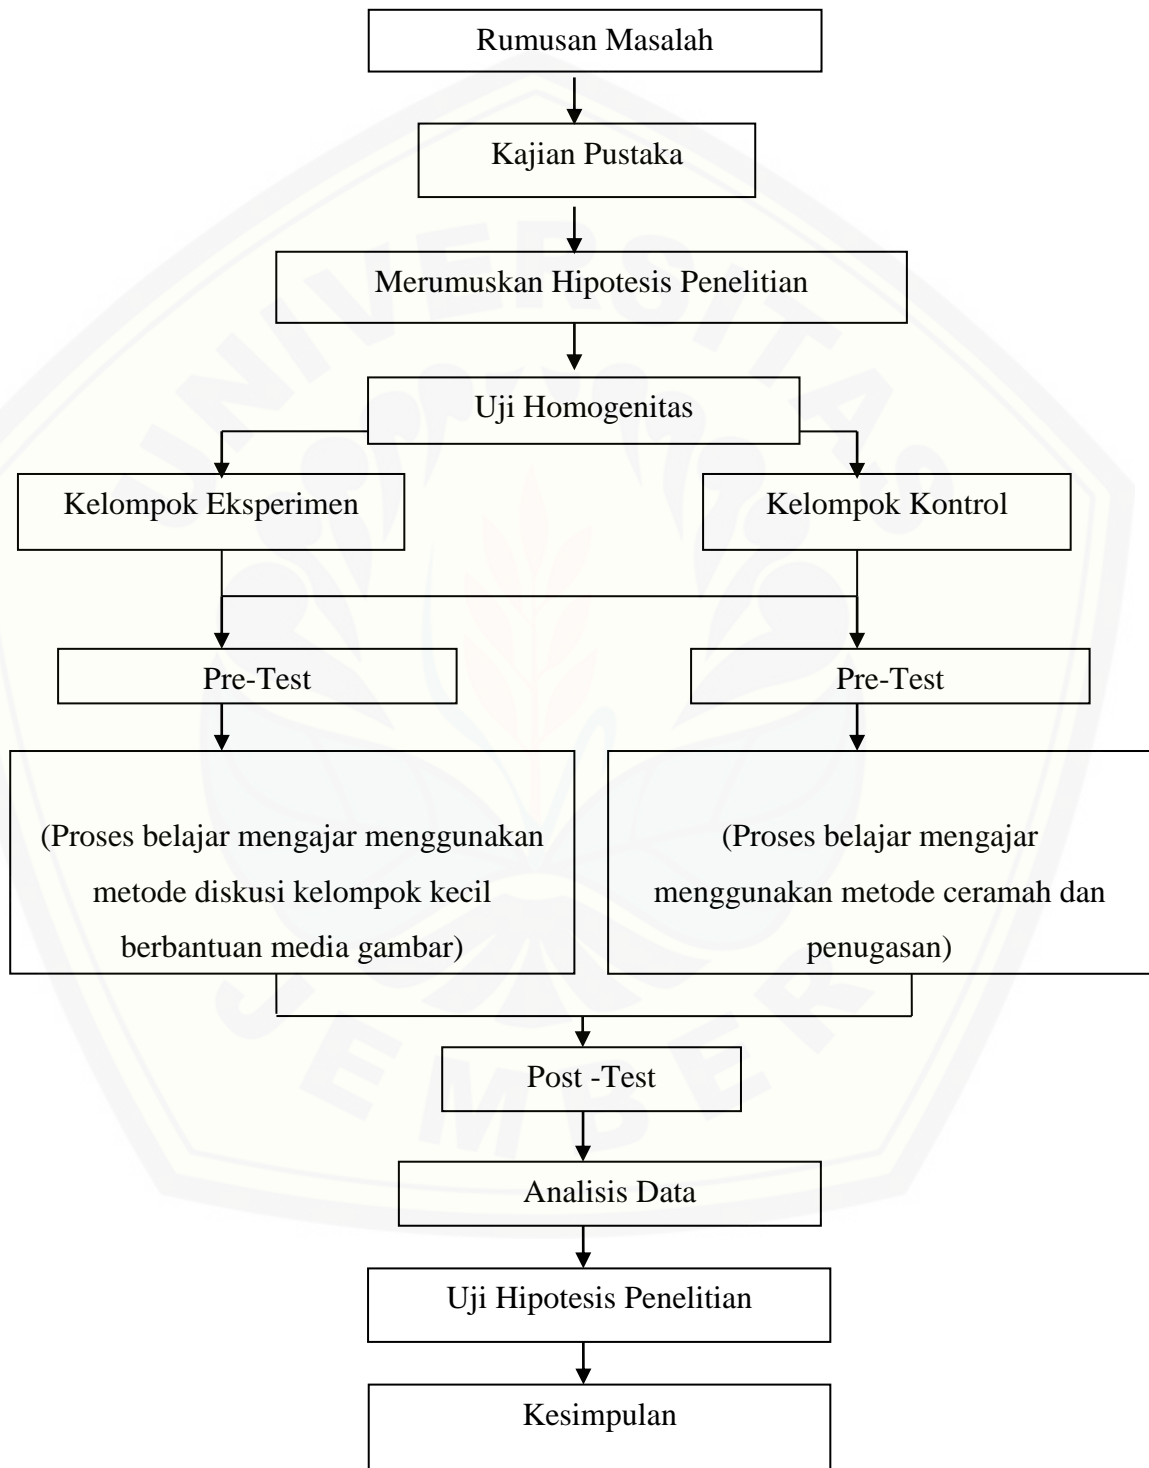 Rumusan Masalah
Kajian Pustaka
Merumuskan Hipotesis Penelitian
Uji Homogenitas
Kelompok Eksperimen
Kelompok Kontrol
Pre-Test
Pre-Test
(Proses belajar mengajar menggunakan
metode diskusi kelompok kecil
berbantuan media gambar)
(Proses belajar mengajar
menggunakan metode ceramah dan
penugasan)
Post -Test
Analisis Data
Uji Hipotesis Penelitian
Kesimpulan
UNIVERSITAS
JEMBER